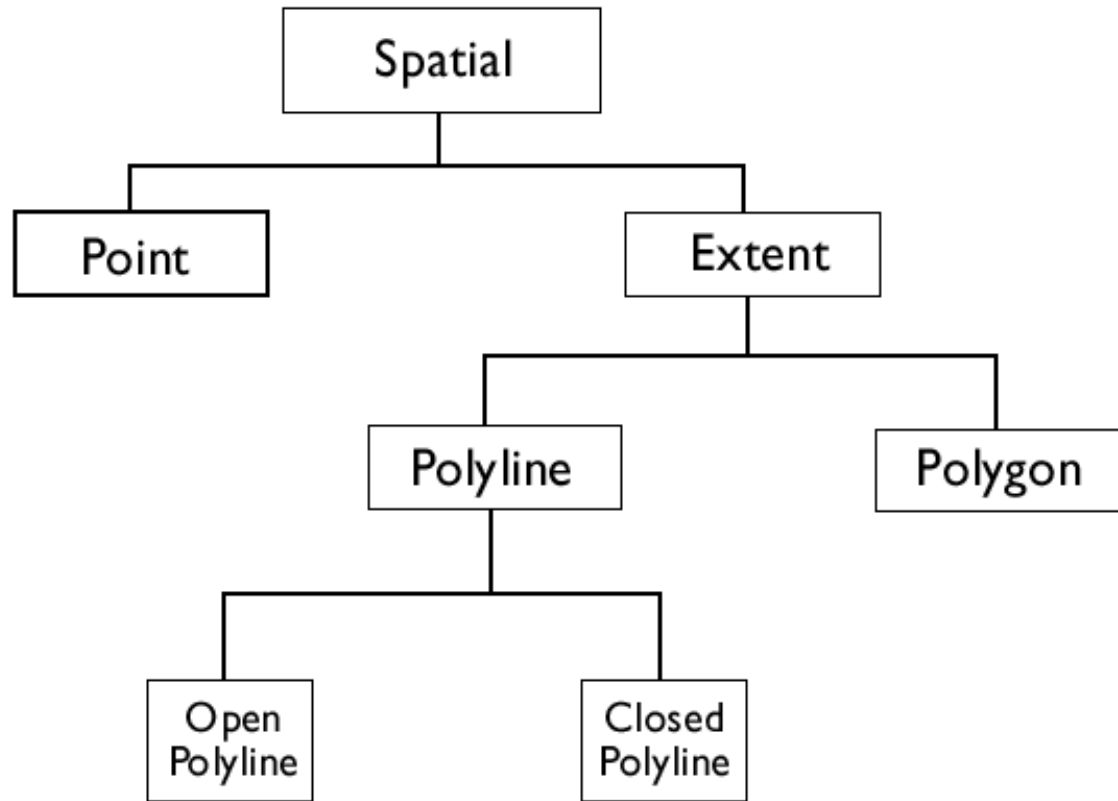 Spatial
Point
Extent
Polyline
Polygon
Open
Polyline
Closed
Polyline